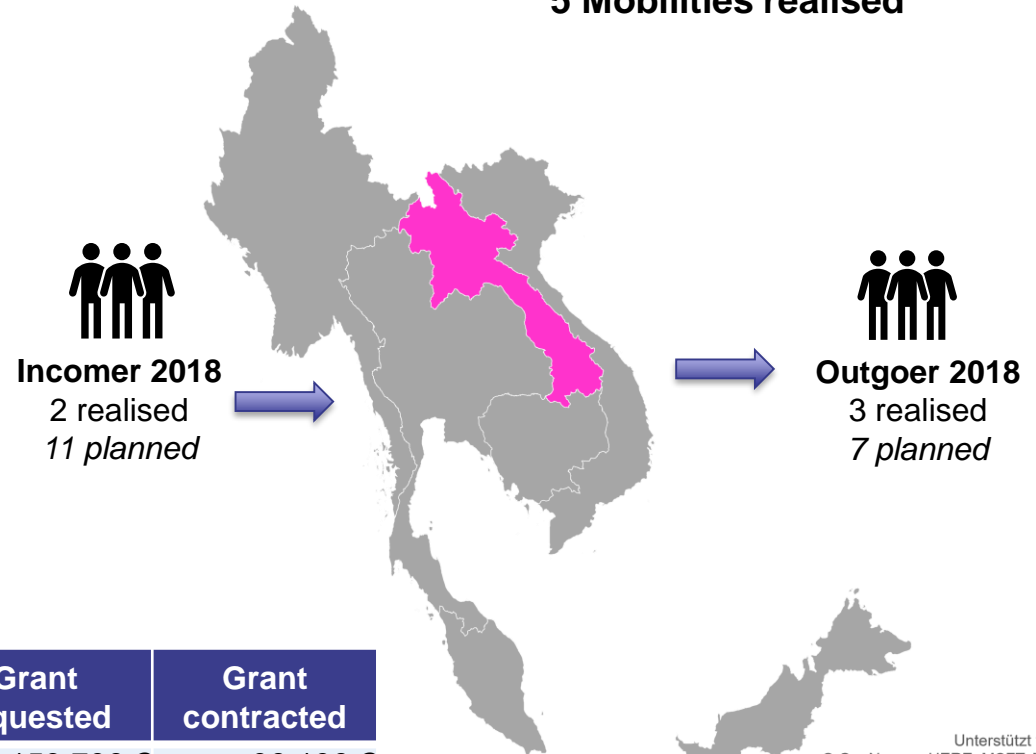 5 Mobilities realised
Incomer 2018
2 realised
11 planned
Outgoer 2018
3 realised
7 planned
Grant
Grant
contracted
Unterstützt